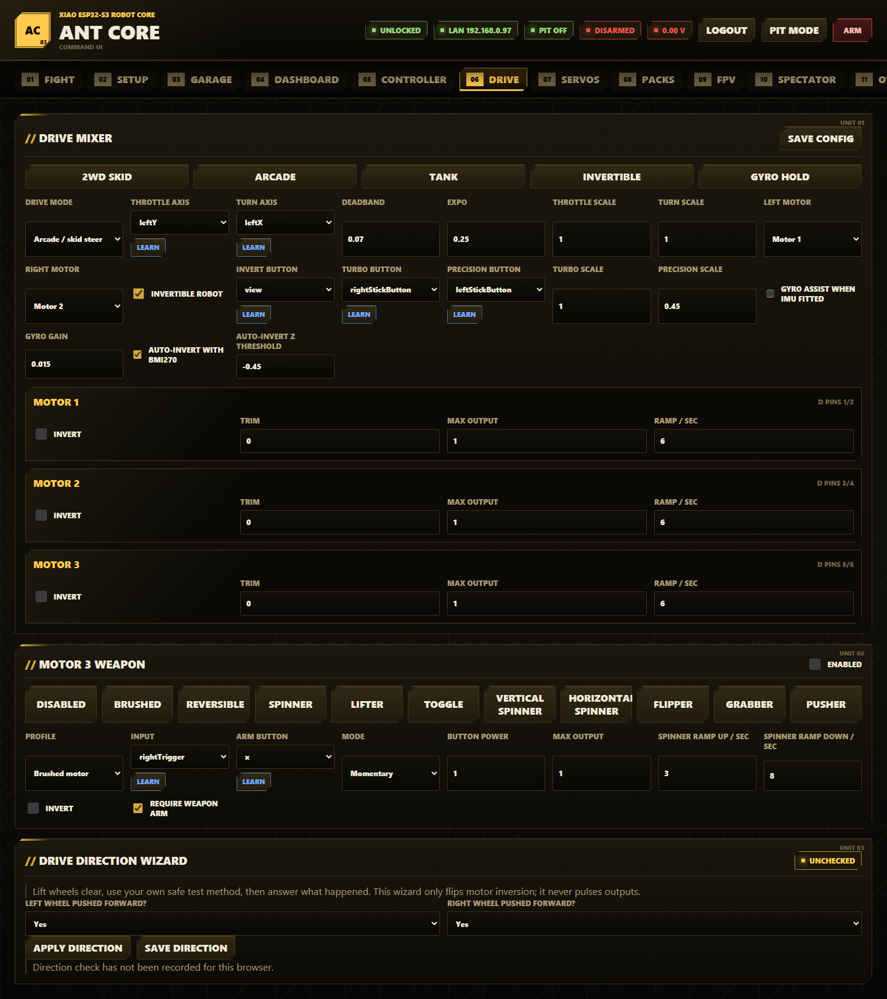 AC
03
XIAO ESP32-S3 ROBOT CORE
ANT CORE
COMMAND UI
UNLOCKED
LAN 192.168.0.97
PIT OFF
DISARMED
0.00 V
LOGOUT
PIT MODE
ARM
01 FIGHT
02 SETUP
03 GARAGE
04 DASHBOARD
05 CONTROLLER
06 DRIVE
07 SERVOS
08 PACKS
09 FPV
10 SPECTATOR
11
UNIT 01
// DRIVE MIXER
SAVE CONFIG
2WD SKID
ARCADE
TANK
INVERTIBLE
GYRO HOLD
DRIVE MODE
THROTTLE AXIS
TURN AXIS
DEADBAND
EXPO
THROTTLE SCALE
TURN SCALE
LEFT MOTOR
Arcade / skid steer
leftY
LEARN
leftX
LEARN
0.07
0.25
1
1
Motor 1
RIGHT MOTOR
INVERT BUTTON
TURBO BUTTON
PRECISION BUTTON
TURBO SCALE
PRECISION SCALE
Motor 2
INVERTIBLE ROBOT
view
LEARN
rightStickButton
LEARN
leftStickButton
LEARN
1
0.45
GYRO ASSIST WHEN
IMU FITTED
GYRO GAIN
0.015
AUTO-INVERT WITH
BMI270
AUTO-INVERT Z
THRESHOLD
-0.45
MOTOR 1
D PINS 1/2
INVERT
TRIM
0
MAX OUTPUT
1
RAMP / SEC
6
MOTOR 2
D PINS 3/4
INVERT
TRIM
0
MAX OUTPUT
1
RAMP / SEC
6
MOTOR 3
D PINS 5/6
INVERT
TRIM
0
MAX OUTPUT
1
RAMP / SEC
6
UNIT 02
// MOTOR 3 WEAPON
ENABLED
DISABLED
BRUSHED
REVERSIBLE
SPINNER
LIFTER
TOGGLE
VERTICAL
SPINNER
HORIZONTAL
SPINNER
FLIPPER
GRABBER
PUSHER
PROFILE
INPUT
ARM BUTTON
MODE
BUTTON POWER
MAX OUTPUT
SPINNER RAMP UP / SEC
SPINNER RAMP DOWN /
SEC
Brushed motor
rightTrigger
LEARN
x
LEARN
Momentary
1
1
3
8
INVERT
REQUIRE WEAPON
ARM
UNIT 03
// DRIVE DIRECTION WIZARD
UNCHECKED
Lift wheels clear, use your own safe test method, then answer what happened. This wizard only flips motor inversion; it never pulses outputs.
LEFT WHEEL PUSHED FORWARD?
RIGHT WHEEL PUSHED FORWARD?
Yes
Yes
APPLY DIRECTION
SAVE DIRECTION
Direction check has not been recorded for this browser.